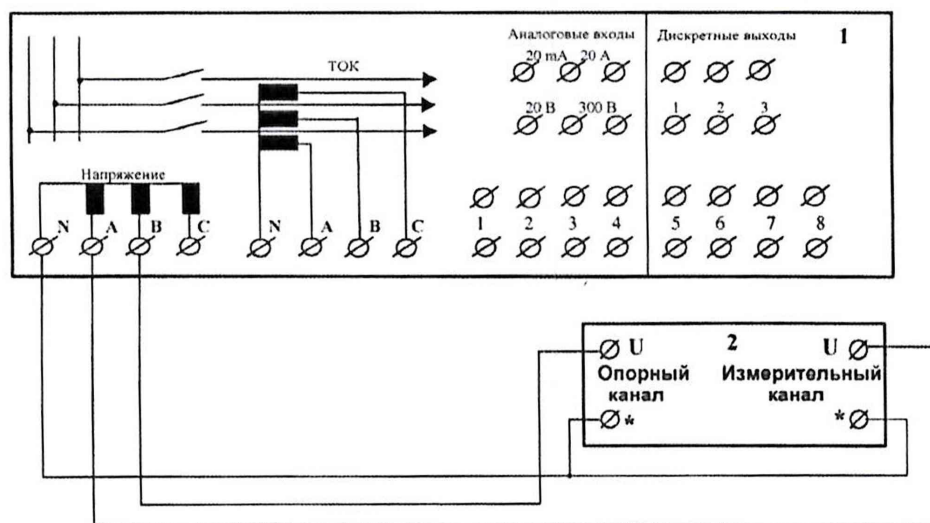 Аналоговые входы
Дискретные выходы
1
20 mA 20 A
ТОК
20 В 300 В
1 2 3
Напряжение
N A B C
N A B C
1 2 3 4
5 6 7 8
U 2 U
Опорный канал
Измерительный канал
* *